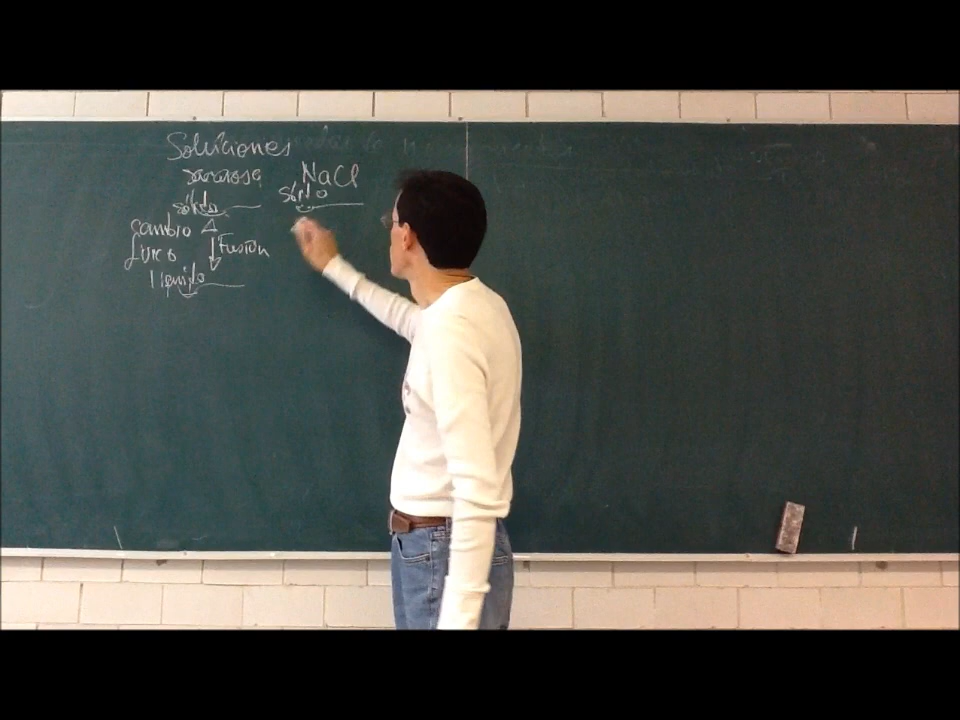 Soluciones
sacarosa NaCl
sólido sólido
cambio Δ
físico Fusión
líquido